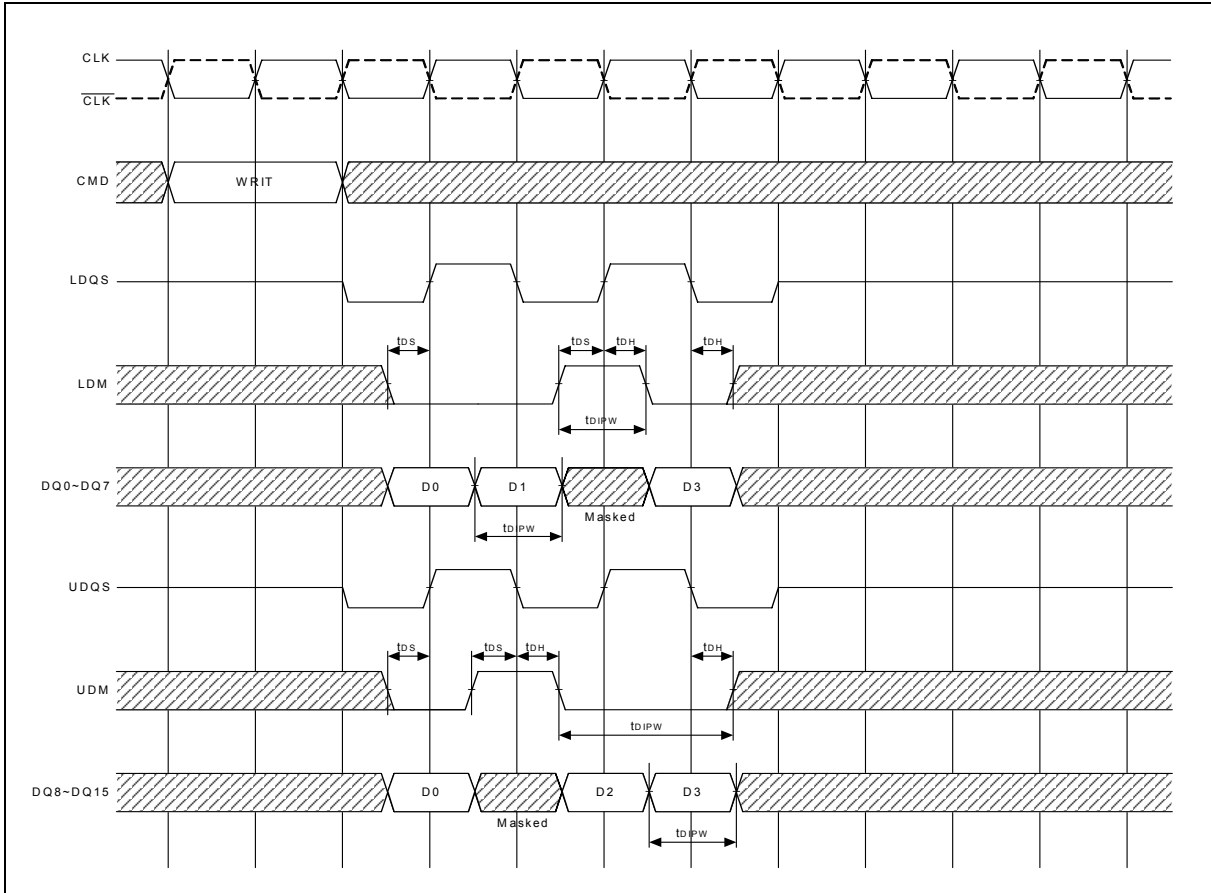 CLK
CLK
CMD
WRIT
LDQS
tDS
tDS
tDH
tDH
LDM
tDIPW
DQ0~DQ7
D0
D1
D3
Masked
tDIPW
UDQS
tDS
tDS
tDH
tDH
UDM
tDIPW
DQ8~DQ15
D0
D2
D3
Masked
tDIPW